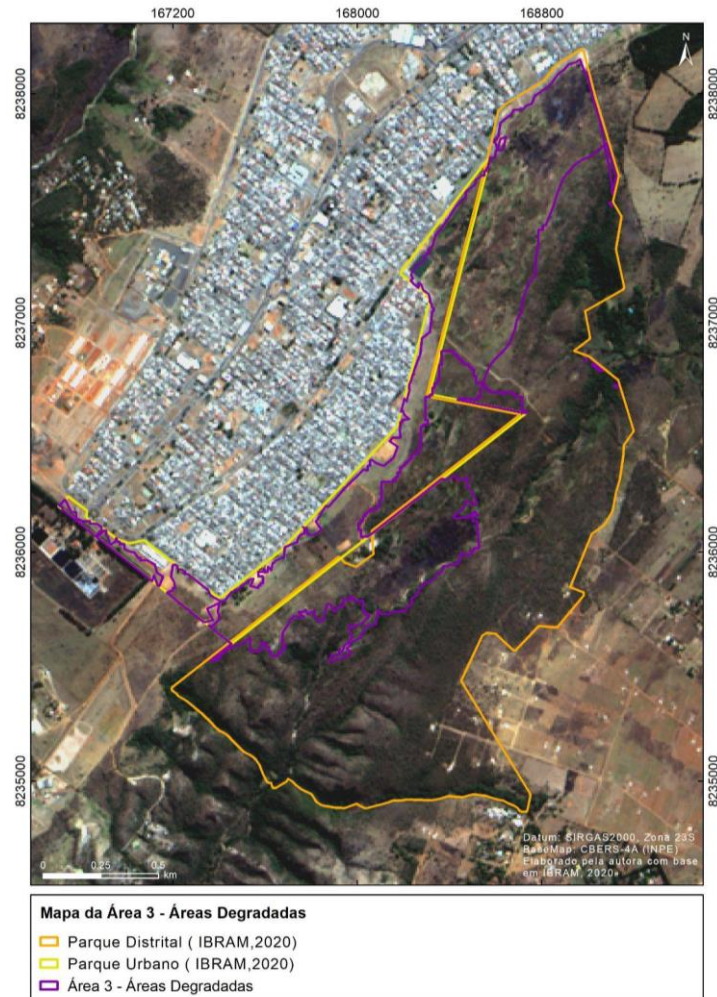 167200 168000 168800
N
8238000 8238000
8237000 8237000
8236000 8236000
8235000 8235000
Datum: SIRGAS2000, Zona 23S
BaseMap: CBERS-4A (INPE)
Elaborado pela autora com base
em IBRAM, 2020.
0 0.25 0.5
km
Mapa da Área 3 - Áreas Degradadas
Parque Distrital ( IBRAM,2020)
Parque Urbano ( IBRAM,2020)
Área 3 - Áreas Degradadas